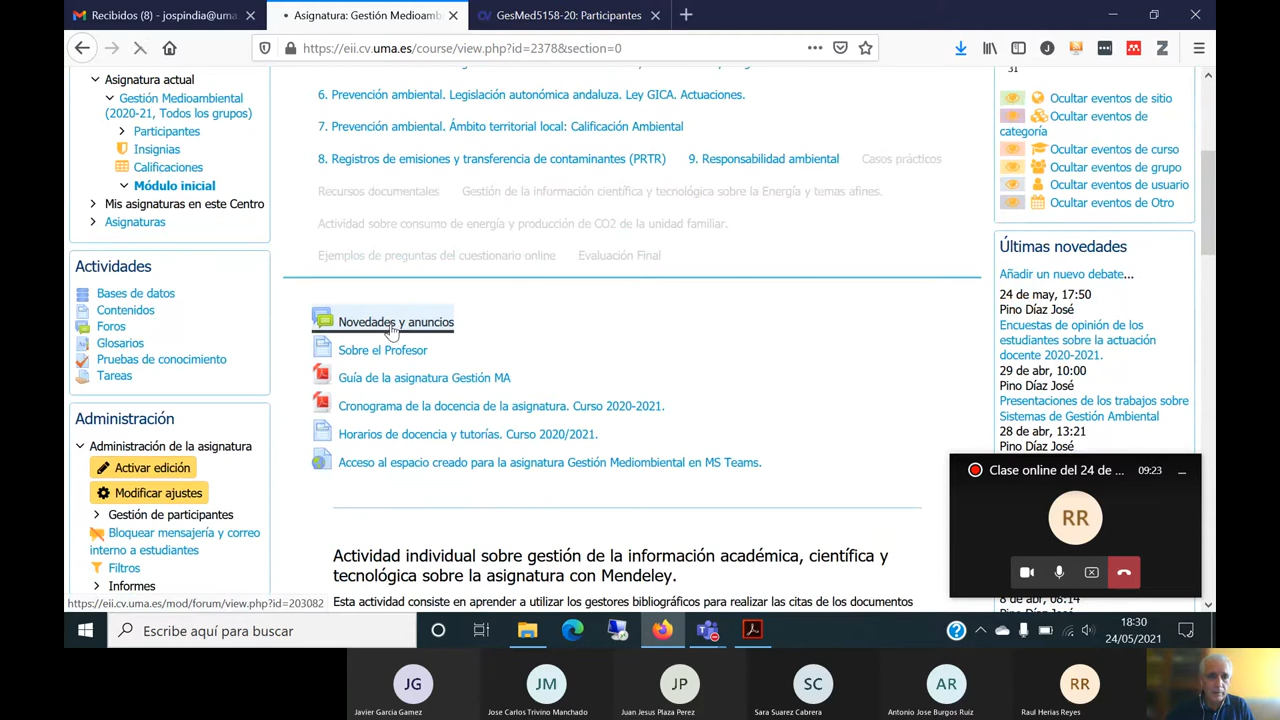 Recibidos (8) - jospindia@uma
Asignatura: Gestión Medioamb
GesMed5158-20: Participantes
https://eii.cv.uma.es/course/view.php?id=2378&section=0
Asignatura actual
Gestión Medioambiental
(2020-21, Todos los grupos)
Participantes
Insignias
Calificaciones
Módulo inicial
Mis asignaturas en este Centro
Asignaturas
Actividades
Bases de datos
Contenidos
Foros
Glosarios
Pruebas de conocimiento
Tareas
Administración
Administración de la asignatura
Activar edición
Modificar ajustes
Gestión de participantes
Bloquear mensajería y correo
interno a estudiantes
Filtros
Informes
https://eii.cv.uma.es/mod/forum/view.php?id=203082
6. Prevención ambiental. Legislación autonómica andaluza. Ley GICA. Actuaciones.
7. Prevención ambiental. Ámbito territorial local: Calificación Ambiental
8. Registros de emisiones y transferencia de contaminantes (PRTR) 9. Responsabilidad ambiental Casos prácticos
Recursos documentales Gestión de la información científica y tecnológica sobre la Energía y temas afines.
Actividad sobre consumo de energía y producción de CO2 de la unidad familiar.
Ejemplos de preguntas del cuestionario online Evaluación Final
Novedades y anuncios
Sobre el Profesor
Guía de la asignatura Gestión MA
Cronograma de la docencia de la asignatura. Curso 2020-2021.
Horarios de docencia y tutorías. Curso 2020/2021.
Acceso al espacio creado para la asignatura Gestión Mediombiental en MS Teams.
Actividad individual sobre gestión de la información académica, científica y
tecnológica sobre la asignatura con Mendeley.
Esta actividad consiste en aprender a utilizar los gestores bibliográficos para realizar las citas de los documentos
31
Ocultar eventos de sitio
Ocultar eventos de
categoría
Ocultar eventos de curso
Ocultar eventos de grupo
Ocultar eventos de usuario
Ocultar eventos de Otro
Últimas novedades
Añadir un nuevo debate...
24 de may, 17:50
Pino Díaz José
Encuestas de opinión de los
estudiantes sobre la actuación
docente 2020-2021.
29 de abr, 10:00
Pino Díaz José
Presentaciones de los trabajos sobre
Sistemas de Gestión Ambiental
28 de abr, 13:21
Pino Díaz José
Clase online del 24 de ... 09:23
RR
8 de abr, 08:14
Pino Díaz José
Escribe aquí para buscar
18:30
24/05/2021
JG
JM
JP
SC
AR
RR
Javier Garcia Gamez
Jose Carlos Trivino Manchado
Juan Jesus Plaza Perez
Sara Suarez Cabrera
Antonio Jose Burgos Ruiz
Raul Herias Reyes